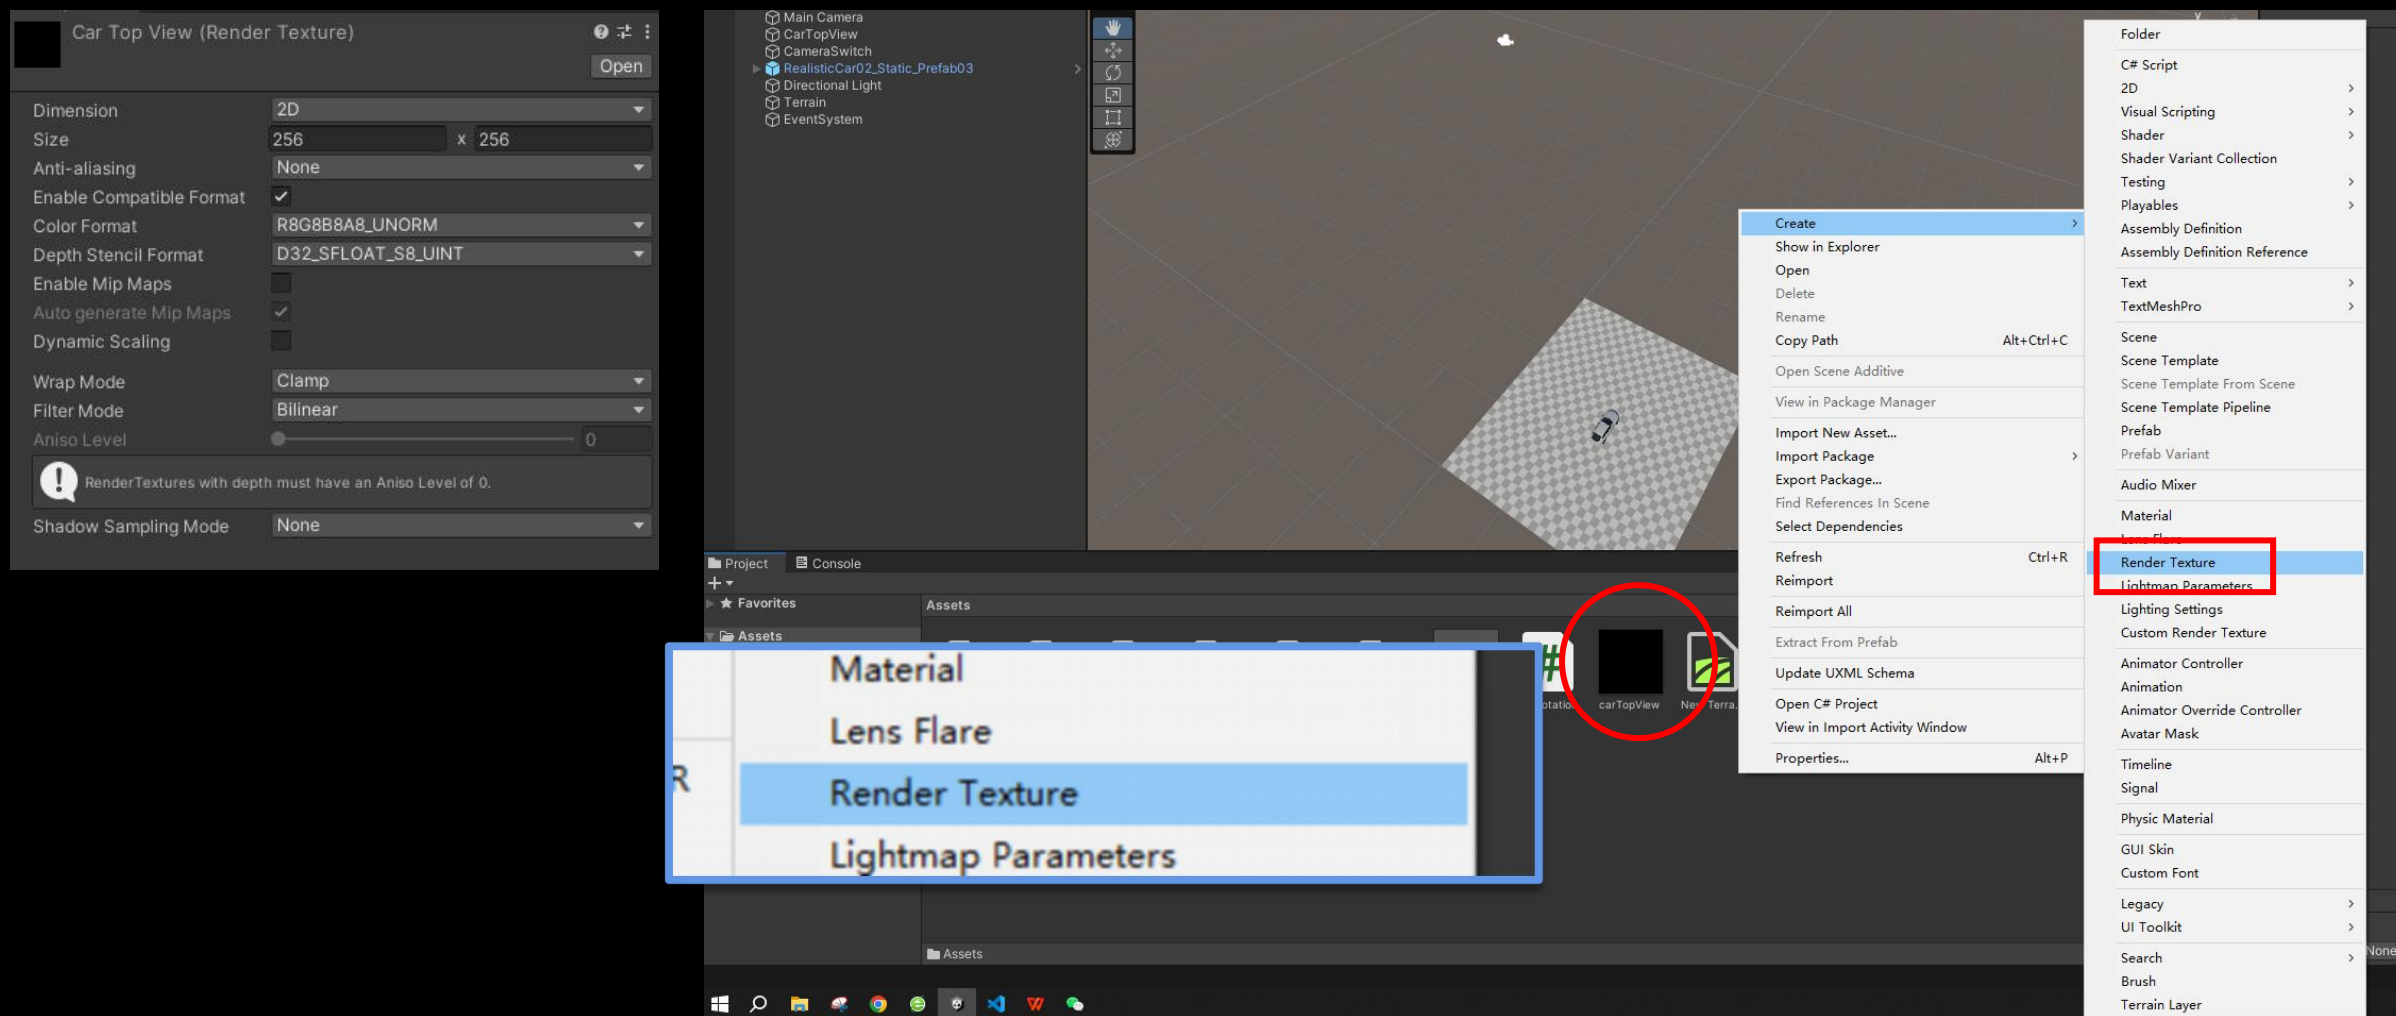 Car Top View (Render Texture)
Open
Dimension 2D
Size 256 x 256
Anti-aliasing None
Enable Compatible Format
Color Format R8G8B8A8_UNORM
Depth Stencil Format D32_SFLOAT_S8_UINT
Enable Mip Maps
Auto generate Mip Maps
Dynamic Scaling
Wrap Mode Clamp
Filter Mode Bilinear
Aniso Level 0
RenderTextures with depth must have an Aniso Level of 0.
Shadow Sampling Mode None
Main Camera
CarTopView
CameraSwitch
RealisticCar02_Static_Prefab03
Directional Light
Terrain
EventSystem
Project Console
Favorites
Assets
Assets
carTopView
New Terra..
Assets
Material
Lens Flare
R Render Texture
Lightmap Parameters
Create
Show in Explorer
Open
Delete
Rename
Copy Path Alt+Ctrl+C
Open Scene Additive
View in Package Manager
Import New Asset...
Import Package
Export Package...
Find References In Scene
Select Dependencies
Refresh Ctrl+R
Reimport
Reimport All
Extract From Prefab
Update UXML Schema
Open C# Project
View in Import Activity Window
Properties... Alt+P
Folder
C# Script
2D
Visual Scripting
Shader
Shader Variant Collection
Testing
Playables
Assembly Definition
Assembly Definition Reference
Text
TextMeshPro
Scene
Scene Template
Scene Template From Scene
Scene Template Pipeline
Prefab
Prefab Variant
Audio Mixer
Material
Lens Flare
Render Texture
Lightmap Parameters
Lighting Settings
Custom Render Texture
Animator Controller
Animation
Animator Override Controller
Avatar Mask
Timeline
Signal
Physic Material
GUI Skin
Custom Font
Legacy
UI Toolkit
Search
Brush
Terrain Layer
None